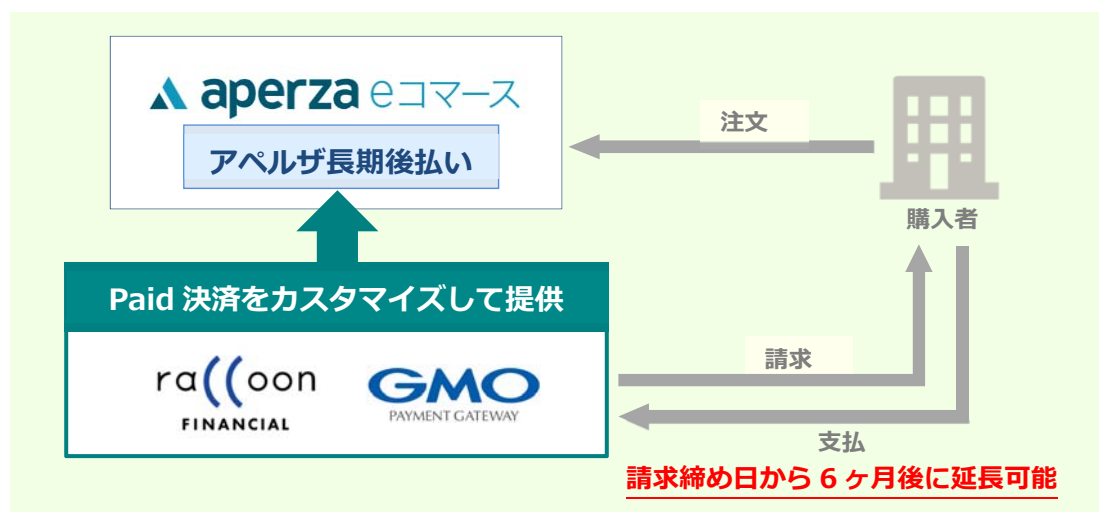 aperza eコマース
アペルザ長期後払い
注文
購入者
Paid 決済をカスタマイズして提供
raccoon
FINANCIAL
GMO
PAYMENT GATEWAY
請求
支払
請求締め日から 6 ヶ月後に延長可能